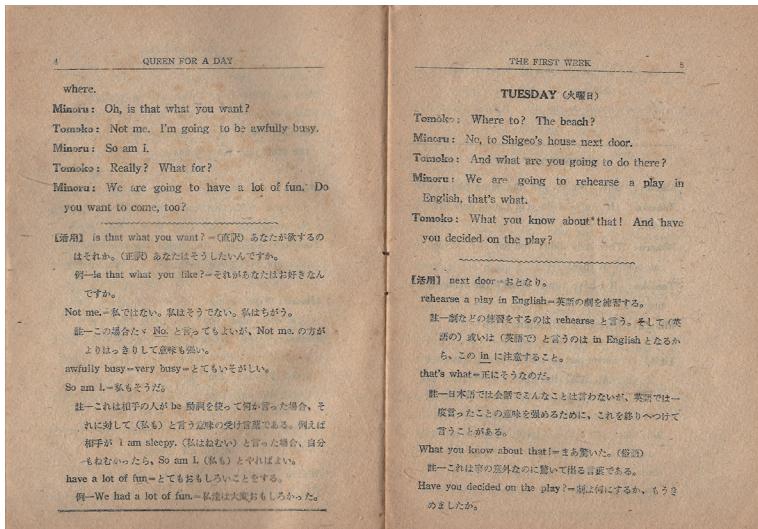 4 QUEEN FOR A DAY
where.
Minoru: Oh, is that what you want?
Tomoko: Not me. I'm going to be awfully busy.
Minoru: So am I.
Tomoko: Really? What for?
Minoru: We are going to have a lot of fun. Do
you want to come, too?
【活用】 is that what you want?=(直訳) あなたが欲するの
はそれか。(正訳) あなたはそうしたいんですか。
例—is that what you like?=それがあなたはお好きなん
ですか。
Not me.=私ではない。私はそうでない。私はちがう。
註—この場合たゞ No. と言ってもよいが、Not me. の方が
よりはっきりして意味も強い。
awfully busy=very busy=とてもいそがしい。
So am I.=私もそうだ。
註—これは相手の人が be 動詞を使って何か言った場合、そ
れに対して (私も) と言う意味の受け言葉である。例えば
相手が I am sleepy. (私はねむい) と言った場合、自分
もねむかったら、So am I. (私も) とやればよい。
have a lot of fun=とてもおもしろいことをする。
例—We had a lot of fun.=私達は大変おもしろかった。
THE FIRST WEEK 5
TUESDAY (火曜日)
Tomoko: Where to? The beach?
Minoru: No, to Shigeo's house next door.
Tomoko: And what are you going to do there?
Minoru: We are going to rehearse a play in
English, that's what.
Tomoko: What you know about that! And have
you decided on the play?
【活用】 next door=おとなり。
rehearse a play in English=英語の劇を練習する。
註—劇などの練習をするのは rehearse と言う。そして (英
語の) 或いは (英語で) と言うのは in English となるか
ら、この in に注意すること。
that's what=正にそうなのだ。
註—日本語では会話でこんなことは言わないが、英語では一
度言ったことの意味を強めるために、これを終りへつけて
言うことがある。
What you know about that!=まあ驚いた。(俗語)
註—これは事の意外なのに驚いて出る言葉である。
Have you decided on the play?=劇は何にするか、もうき
めましたか。